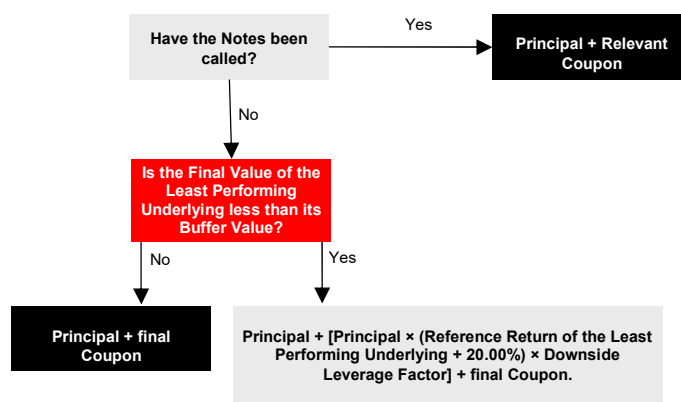 Have the Notes been
called?
Yes
Principal + Relevant
Coupon
No
Is the Final Value of the
Least Performing
Underlying less than its
Buffer Value?
No
Yes
Principal + final
Coupon
Principal + [Principal × (Reference Return of the Least
Performing Underlying + 20.00%) × Downside
Leverage Factor] + final Coupon.